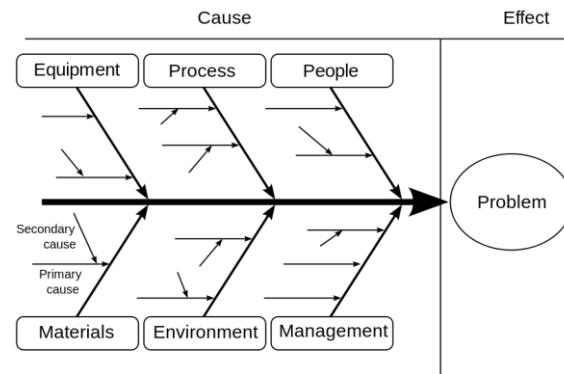 Cause
Effect
Equipment
Process
People
Problem
Secondary
cause
Primary
cause
Materials
Environment
Management